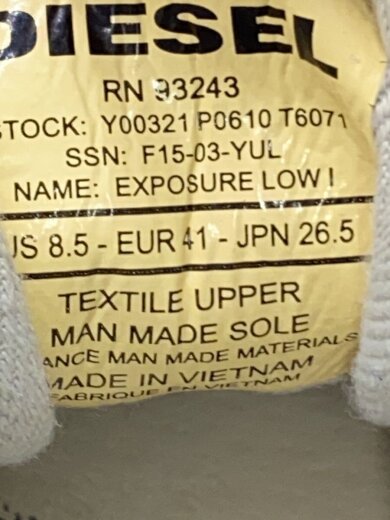 DIESEL
RN 93243
STOCK: Y00321 P0610 T6071
SSN: F15-03-YUL
NAME: EXPOSURE LOW I
US 8.5 - EUR 41 - JPN 26.5
TEXTILE UPPER
MAN MADE SOLE
ANCE MAN MADE MATERIALS
MADE IN VIETNAM
FABRIQUE EN VIETNAM